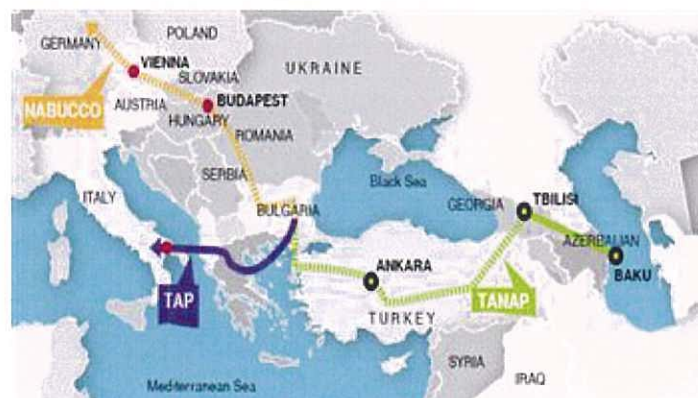 GERMANY
POLAND
VIENNA
SLOVAKIA
UKRAINE
NABUCCO
AUSTRIA
BUDAPEST
HUNGARY
ROMANIA
SERBIA
ITALY
Black Sea
BULGARIA
GEORGIA
TBILISI
AZERBAIJAN
ANKARA
BAKU
TAP
TANAP
TURKEY
SYRIA
IRAQ
Mediterranean Sea